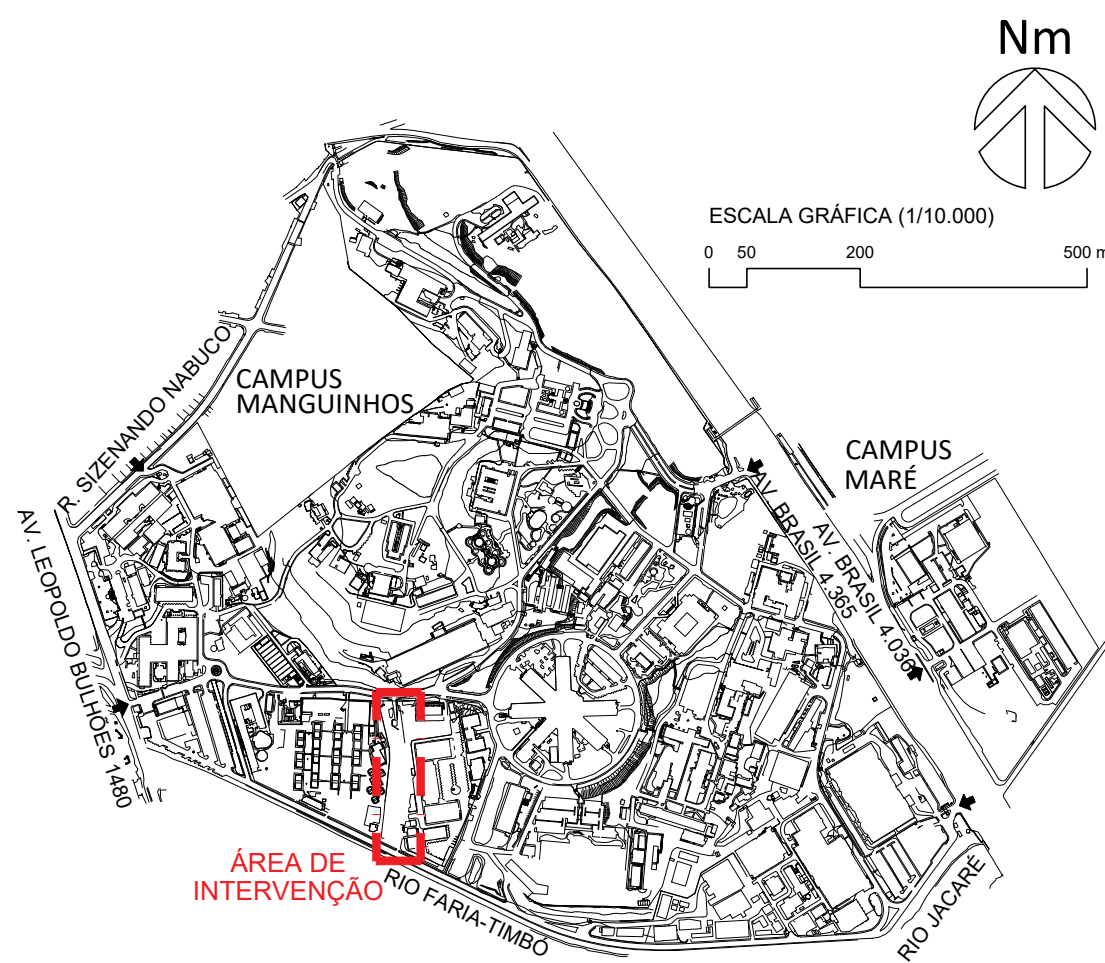 Nm
ESCALA GRÁFICA (1/10.000)
0 50 200 500 m
R. SIZENANDO NABUCO
CAMPUS
MANGUINHOS
CAMPUS
MARÉ
AV. BRASIL 4.365
AV. BRASIL 4.036
AV. LEOPOLDO BULHÕES 1480
ÁREA DE
INTERVENÇÃO
RIO FARIA-TIMBÓ
RIO JACARÉ